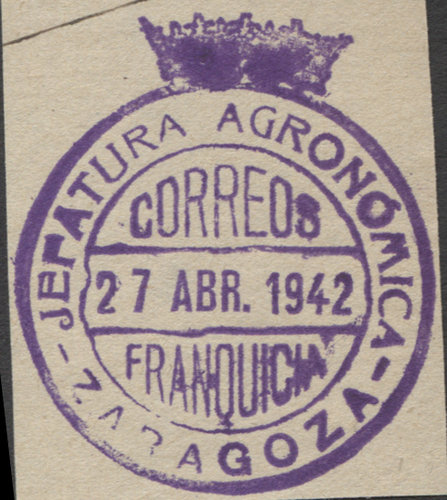 JEFATURA AGRONÓMICA
CORREOS
27 ABR. 1942
FRANQUICIA
-ZARAGOZA-